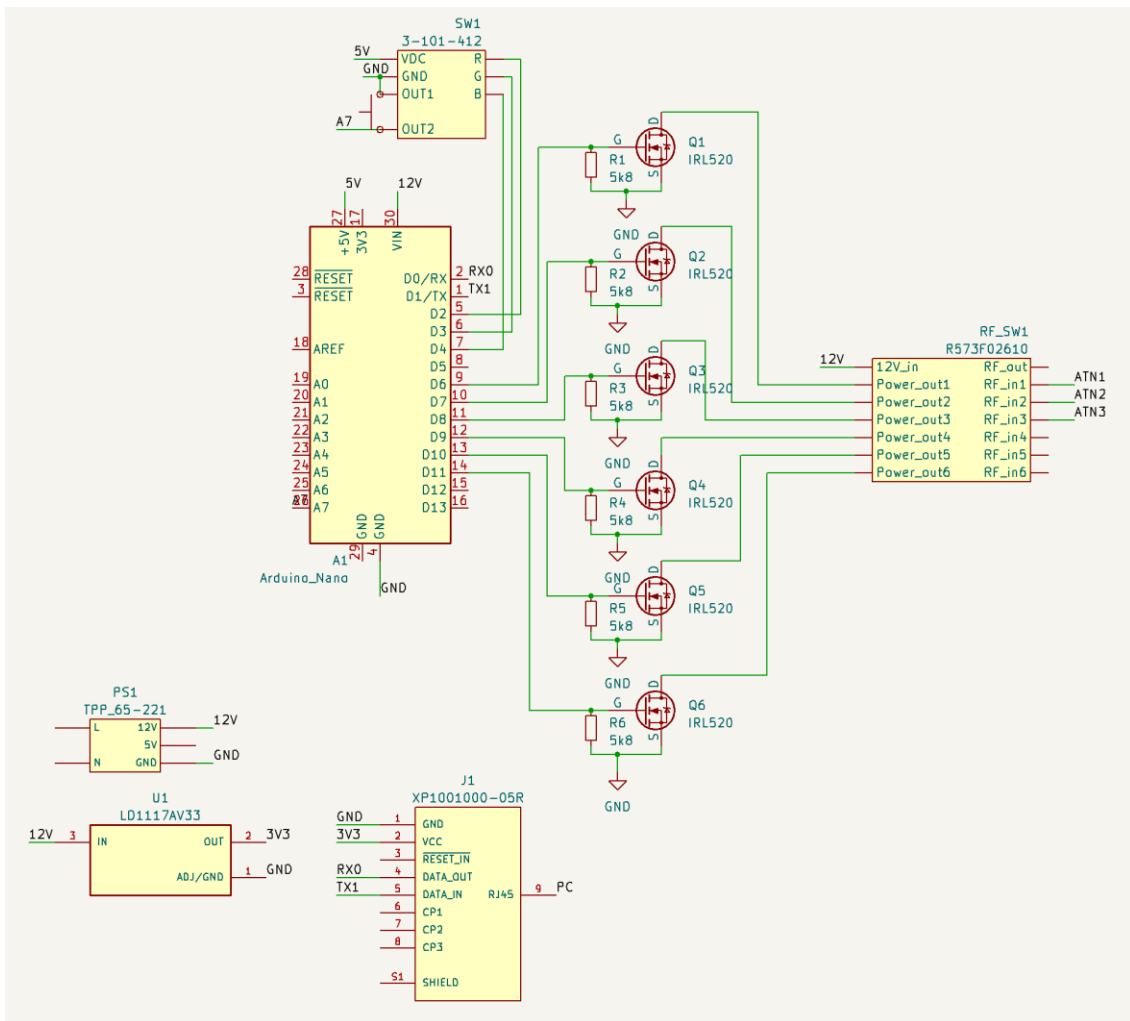 SW1
3-101-412
5V
VDC
R
GND
GND
G
OUT1
B
A7
OUT2
5V
12V
27
17
30
+5V
3V3
VIN
28
RESET
3
RESET
18
AREF
19
A0
20
A1
21
A2
22
A3
23
A4
24
A5
25
A6
A7
D0/RX
2
RX0
D1/TX
1
TX1
D2
5
D3
6
D4
7
D5
8
D6
9
D7
10
D8
11
D9
12
D10
13
D11
14
D12
15
D13
16
GND
GND
29
4
A1
Arduino_Nano
GND
G
D
S
Q1
IRL520
R1
5k8
GND
G
D
S
Q2
IRL520
R2
5k8
GND
G
D
S
Q3
IRL520
R3
5k8
GND
G
D
S
Q4
IRL520
R4
5k8
GND
G
D
S
Q5
IRL520
R5
5k8
GND
G
D
S
Q6
IRL520
R6
5k8
GND
RF_SW1
R573F02610
12V
12V_in
RF_out
Power_out1
RF_in1
ATN1
Power_out2
RF_in2
ATN2
Power_out3
RF_in3
ATN3
Power_out4
RF_in4
Power_out5
RF_in5
Power_out6
RF_in6
PS1
TPP_65-221
L
12V
12V
5V
N
GND
GND
U1
LD1117AV33
12V
3
IN
OUT
2
3V3
ADJ/GND
1
GND
J1
XP1001000-05R
GND
1
GND
3V3
2
VCC
3
RESET_IN
RX0
4
DATA_OUT
TX1
5
DATA_IN
RJ45
9
PC
6
CP1
7
CP2
8
CP3
S1
SHIELD